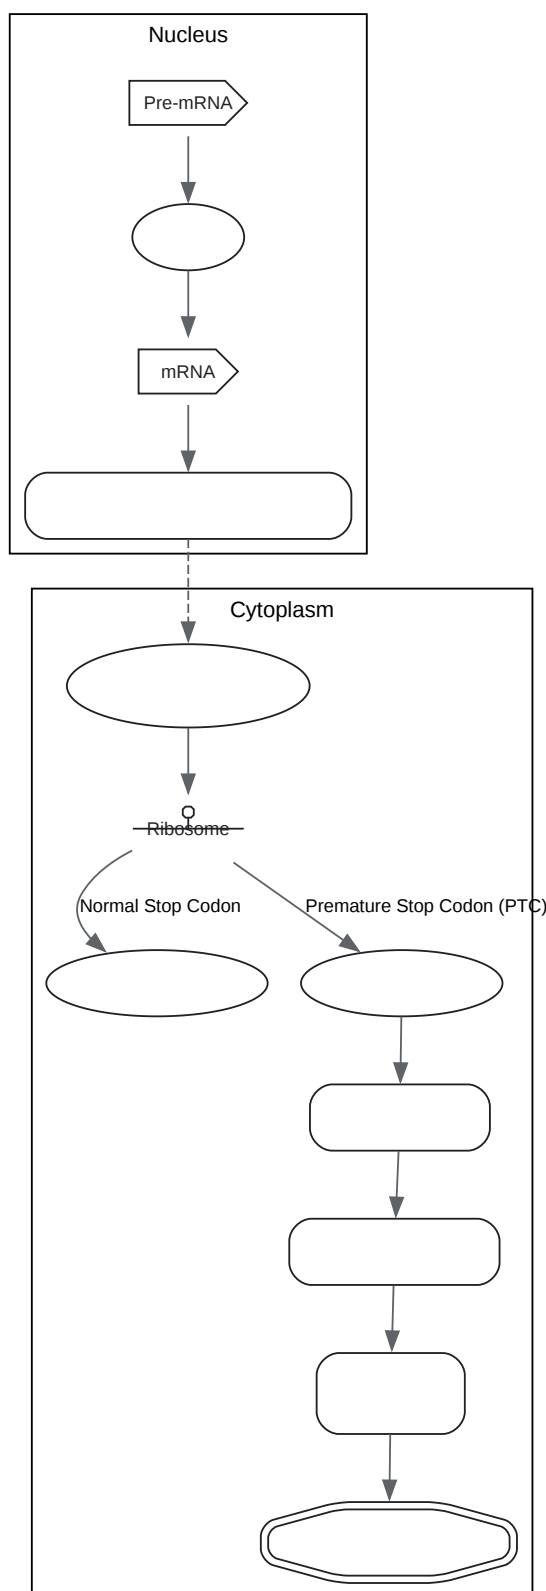 Nucleus
Pre-mRNA
mRNA
Cytoplasm
Ribosome
Normal Stop Codon
Premature Stop Codon (PTC)